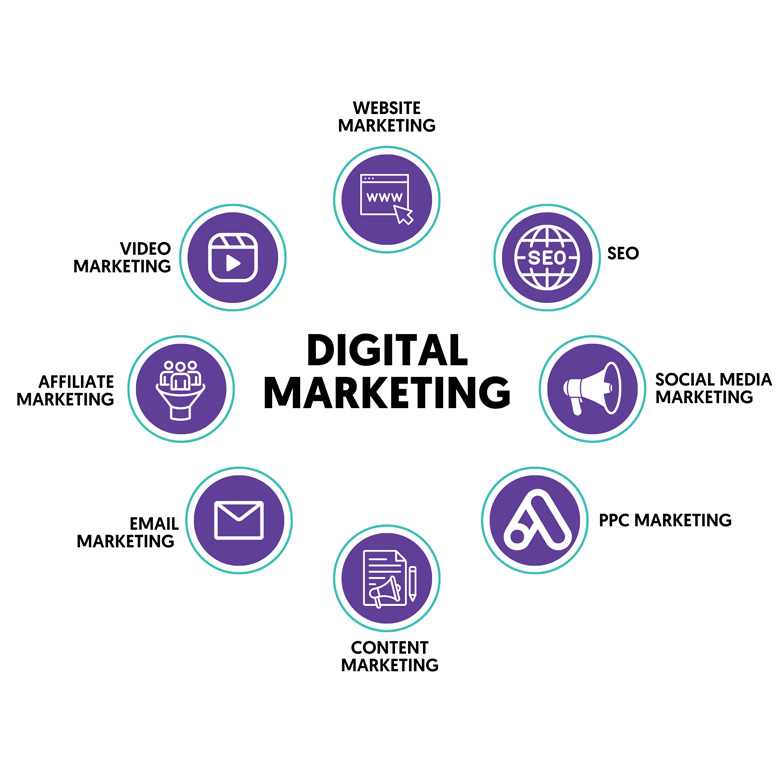 WEBSITE
MARKETING
WWW
VIDEO
MARKETING
SEO
SEO
DIGITAL
MARKETING
AFFILIATE
MARKETING
SOCIAL MEDIA
MARKETING
EMAIL
MARKETING
PPC MARKETING
CONTENT
MARKETING